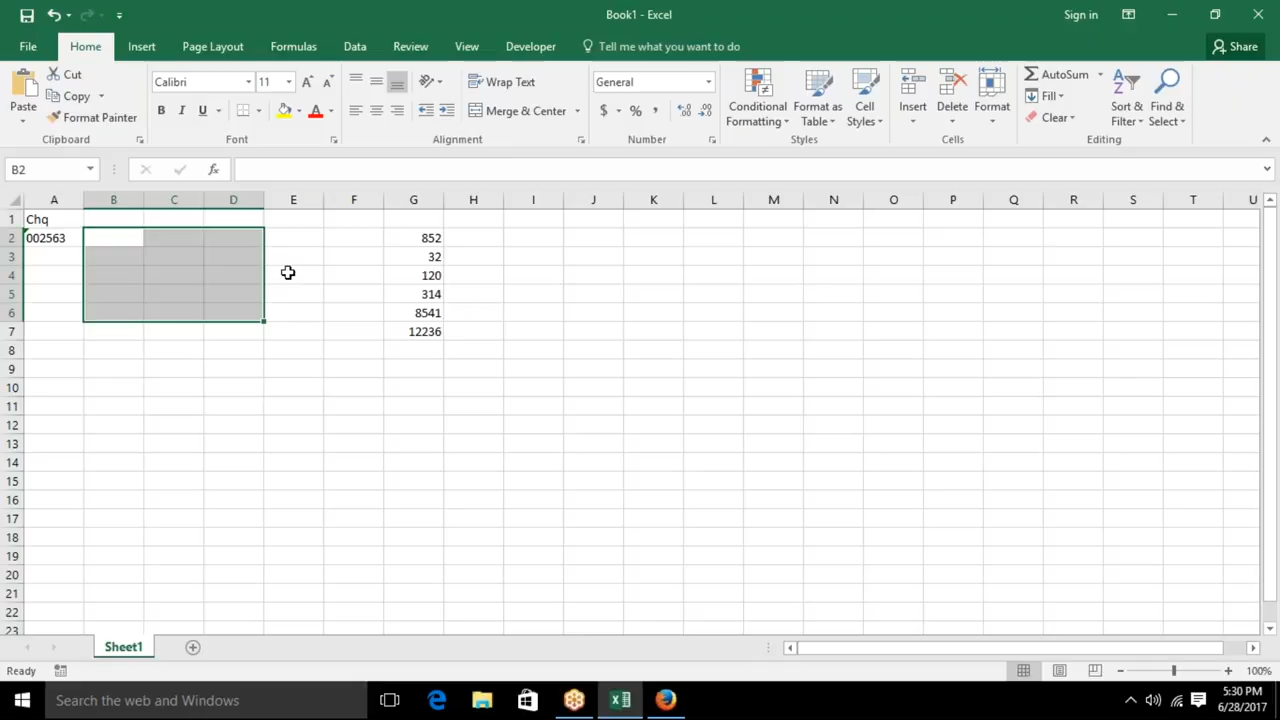 Book1 - Excel
Sign in
File Home Insert Page Layout Formulas Data Review View Developer Tell me what you want to do Share
Paste
Cut
Copy
Format Painter
Clipboard
Calibri 11
B I U A
Font
Wrap Text
Merge & Center
Alignment
General
$ % ,
Number
Conditional Formatting
Format as Table
Cell Styles
Styles
Insert
Delete
Format
Cells
AutoSum
Fill
Clear
Sort & Filter
Find & Select
Editing
B2
fx
A B C D E F G H I J K L M N O P Q R S T U
1 Chq
2 002563 852
3 32
4 120
5 314
6 8541
7 12236
8
9
10
11
12
13
14
15
16
17
18
19
20
21
22
23
Sheet1
Ready
100%
Search the web and Windows
5:30 PM
6/28/2017